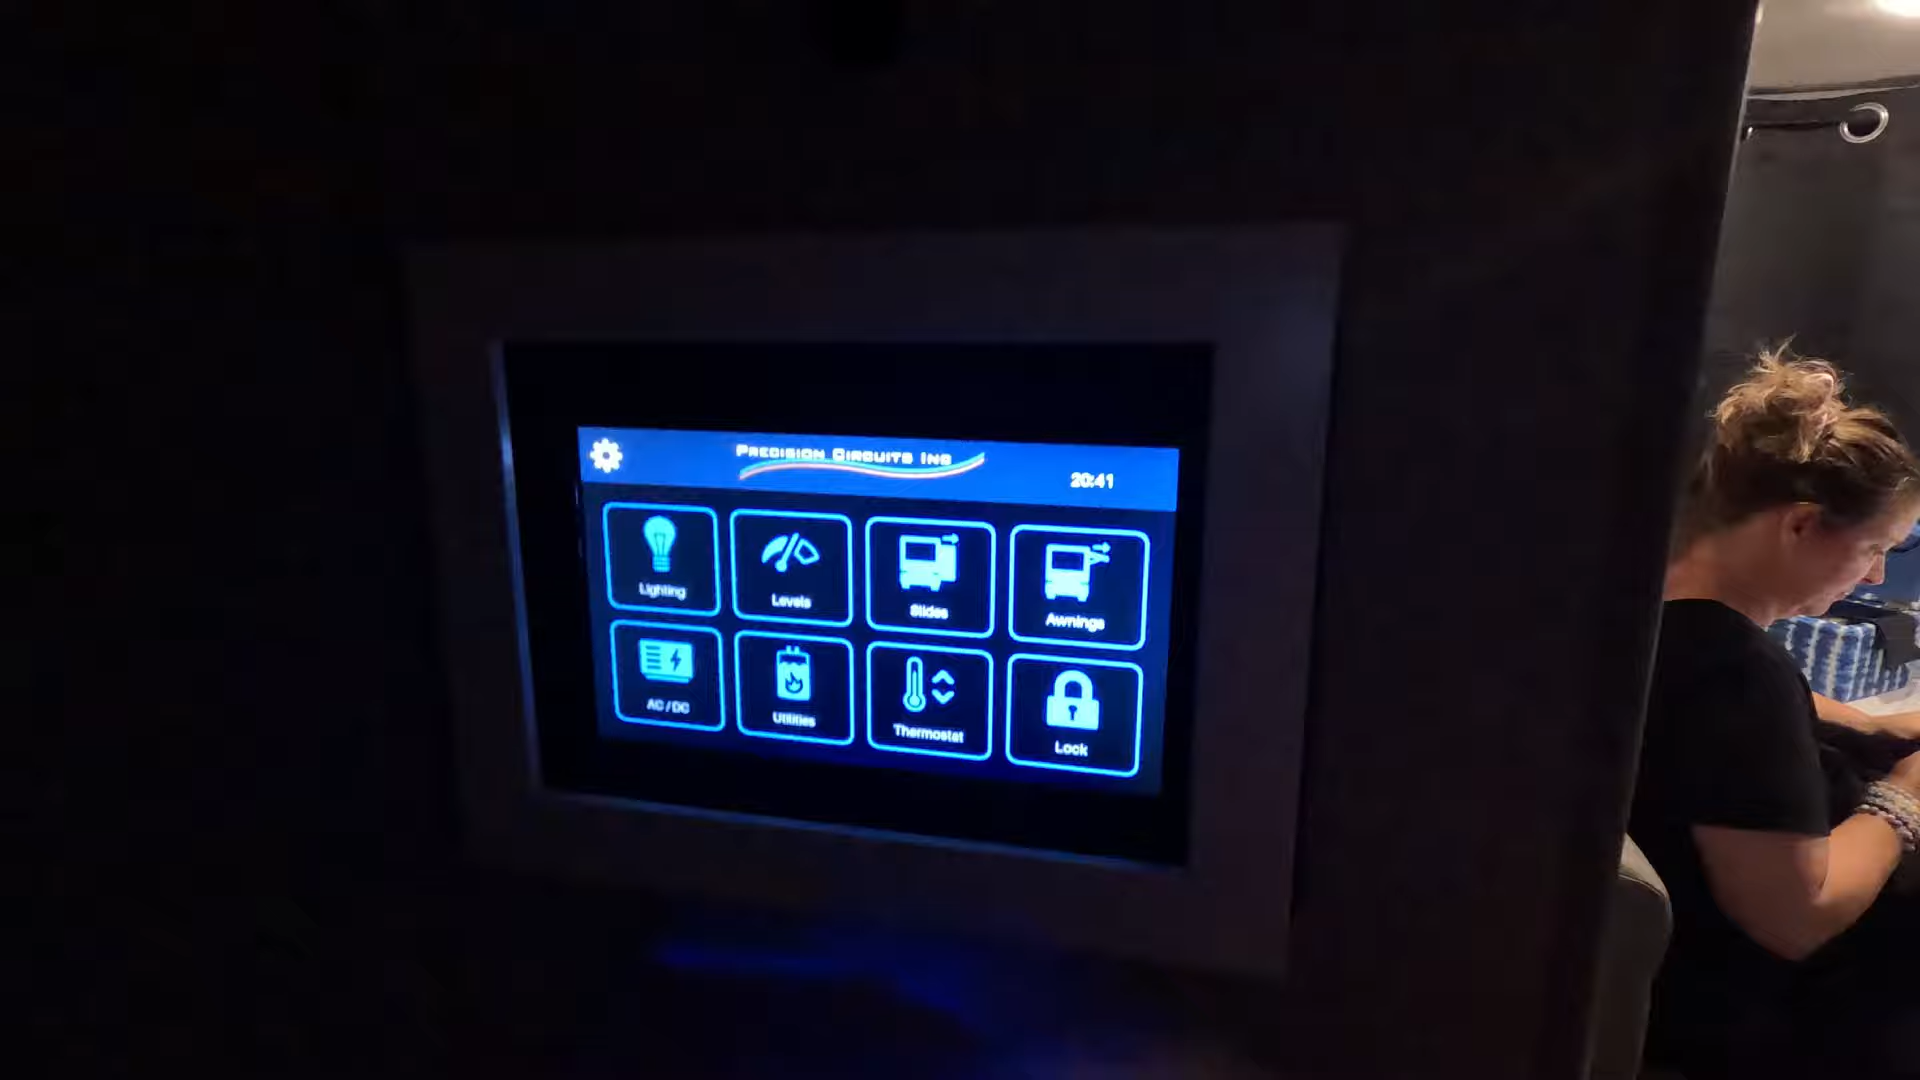 PRECISION CIRCUITS INC
20:41
Lighting
Levels
Slides
Awnings
AC / DC
Utilities
Thermostat
Lock